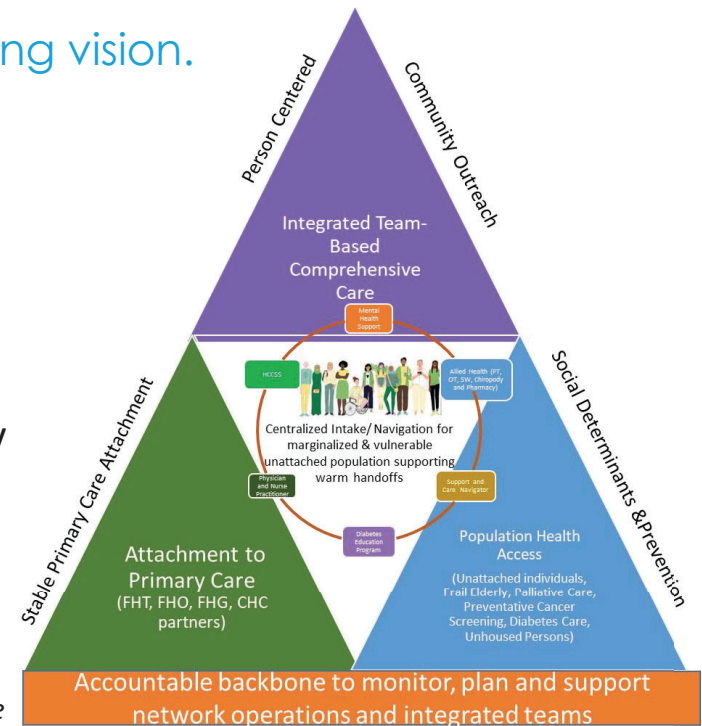 ng vision.
Person Centered
Community Outreach
Integrated Team-
Based
Comprehensive
Care
Mental
Health
Support
HCCSS
Allied Health (PT,
OT, SW, Chiropody
and Pharmacy)
Centralized Intake/ Navigation for
marginalized & vulnerable
unattached population supporting
warm handoffs
Physician
and Nurse
Practitioner
Support and
Care Navigator
Diabetes
Education
Program
Stable Primary Care Attachment
Social Determinants &Prevention
y
Attachment to
Primary Care
(FHT, FHO, FHG, CHC
partners)
Population Health
Access
(Unattached individuals,
Frail Elderly, Palliative Care,
Preventative Cancer
Screening, Diabetes Care,
Unhoused Persons)
Accountable backbone to monitor, plan and support
network operations and integrated teams
e